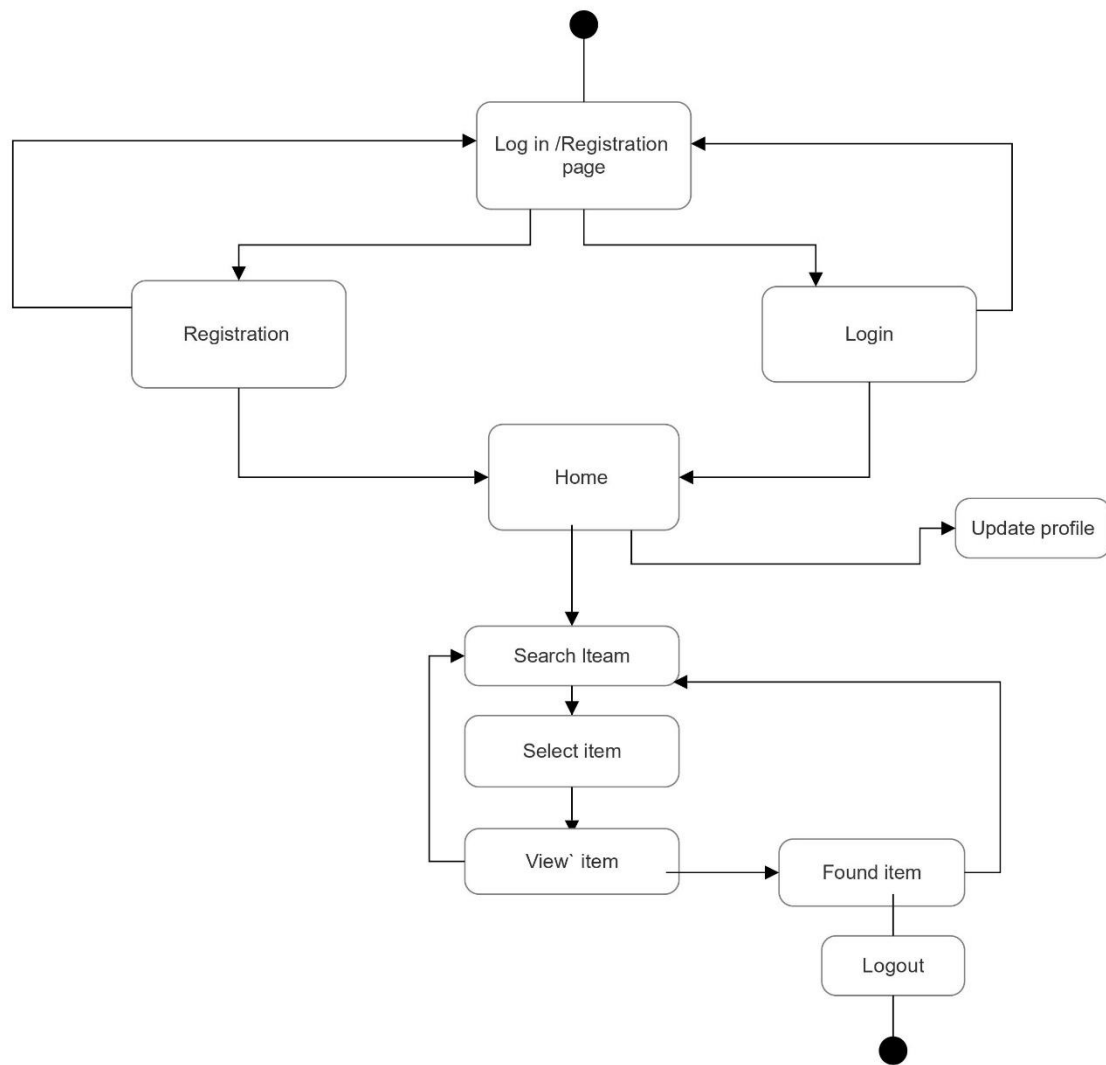 Log in /Registration
page
Registration
Login
Home
Update profile
Search Iteam
Select item
View` item
Found item
Logout